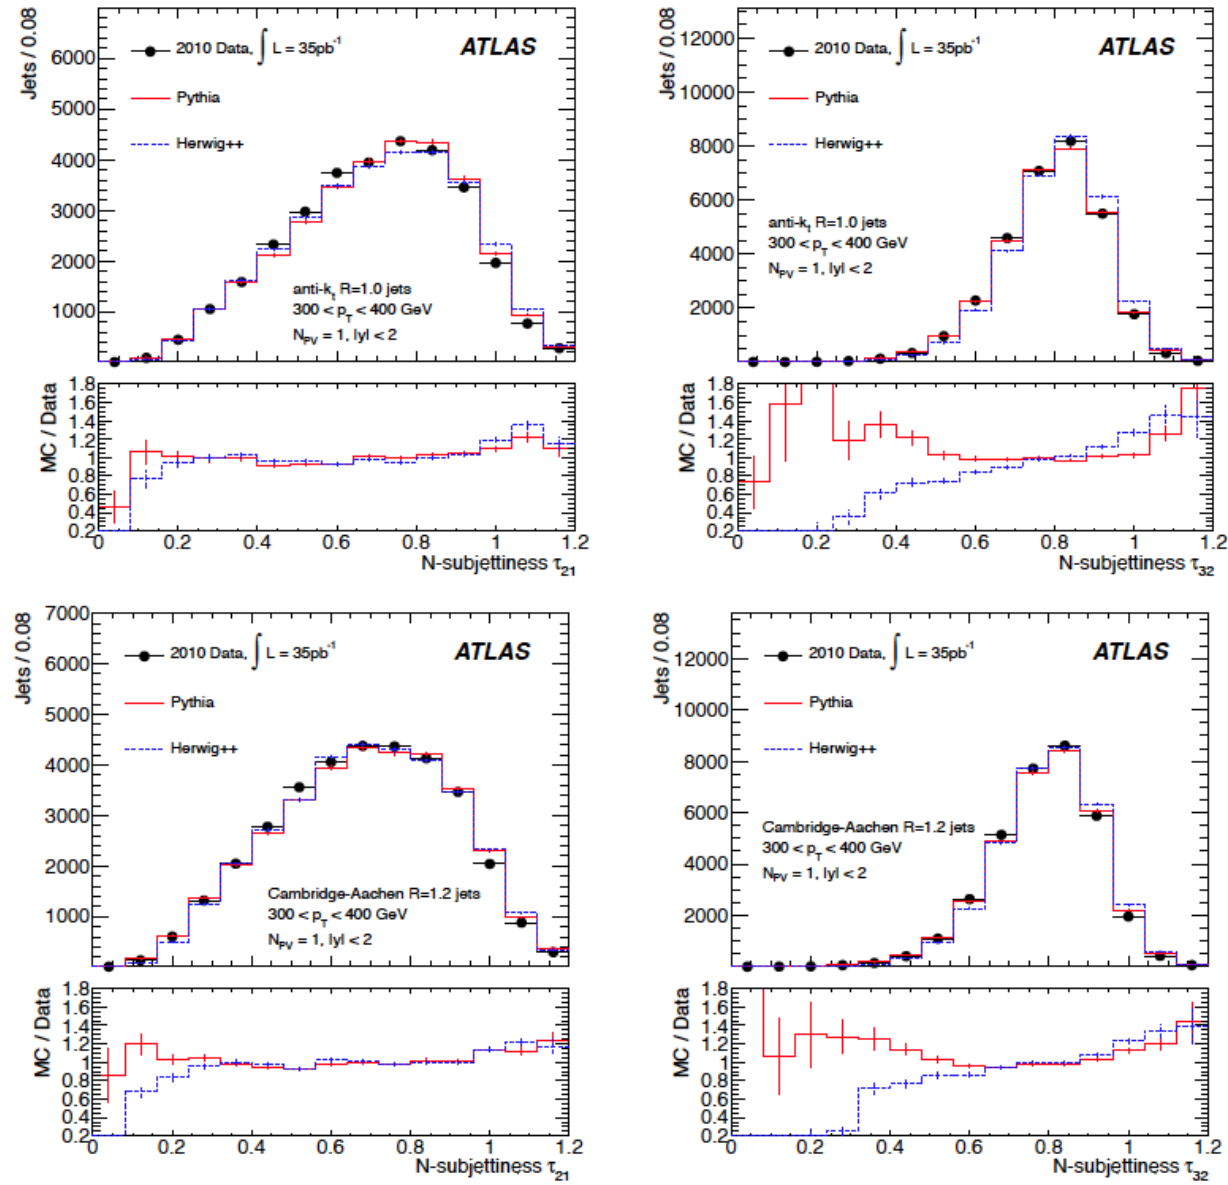 Jets / 0.08
6000
5000
4000
3000
2000
1000
2010 Data, ∫ L = 35pb⁻¹
ATLAS
Pythia
Herwig++
anti-kₜ R=1.0 jets
300 < p_T < 400 GeV
N_PV = 1, |y| < 2
MC / Data
1.8
1.6
1.4
1.2
1
0.8
0.6
0.4
0.2
0 0.2 0.4 0.6 0.8 1 1.2
N-subjettiness τ₂₁
Jets / 0.08
12000
10000
8000
6000
4000
2000
2010 Data, ∫ L = 35pb⁻¹
ATLAS
Pythia
Herwig++
anti-kₜ R=1.0 jets
300 < p_T < 400 GeV
N_PV = 1, |y| < 2
MC / Data
1.8
1.6
1.4
1.2
1
0.8
0.6
0.4
0.2
0 0.2 0.4 0.6 0.8 1 1.2
N-subjettiness τ₃₂
Jets / 0.08
7000
6000
5000
4000
3000
2000
1000
2010 Data, ∫ L = 35pb⁻¹
ATLAS
Pythia
Herwig++
Cambridge-Aachen R=1.2 jets
300 < p_T < 400 GeV
N_PV = 1, |y| < 2
MC / Data
1.8
1.6
1.4
1.2
1
0.8
0.6
0.4
0.2
0 0.2 0.4 0.6 0.8 1 1.2
N-subjettiness τ₂₁
Jets / 0.08
12000
10000
8000
6000
4000
2000
2010 Data, ∫ L = 35pb⁻¹
ATLAS
Pythia
Herwig++
Cambridge-Aachen R=1.2 jets
300 < p_T < 400 GeV
N_PV = 1, |y| < 2
MC / Data
1.8
1.6
1.4
1.2
1
0.8
0.6
0.4
0.2
0 0.2 0.4 0.6 0.8 1 1.2
N-subjettiness τ₃₂